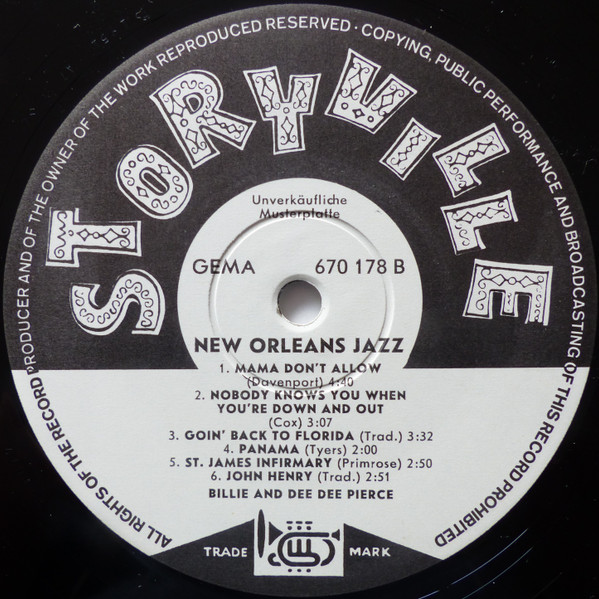 ALL RIGHTS OF THE RECORD PRODUCER AND OF THE OWNER OF THE WORK REPRODUCED RESERVED · COPYING, PUBLIC PERFORMANCE AND BROADCASTING OF THIS RECORD PROHIBITED
STORYVILLE
Unverkäufliche
Musterplatte
GEMA 670 178 B
NEW ORLEANS JAZZ
1. MAMA DON'T ALLOW
(Davenport) 4:40
2. NOBODY KNOWS YOU WHEN
YOU'RE DOWN AND OUT
(Cox) 3:07
3. GOIN' BACK TO FLORIDA (Trad.) 3:32
4. PANAMA (Tyers) 2:00
5. ST. JAMES INFIRMARY (Primrose) 2:50
6. JOHN HENRY (Trad.) 2:51
BILLIE AND DEE DEE PIERCE
TRADE MARK